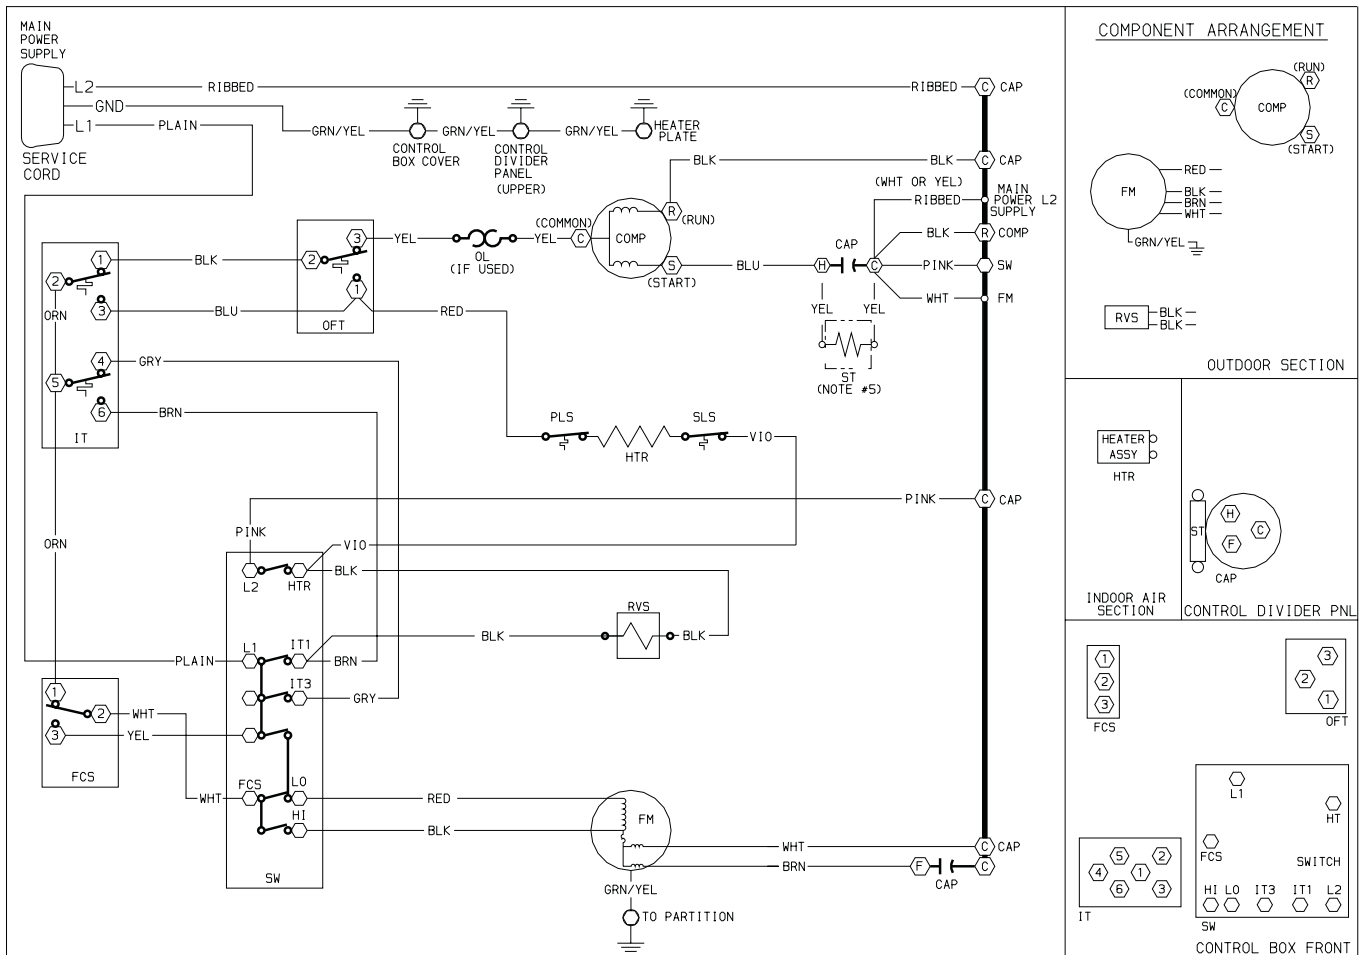 MAIN
POWER
SUPPLY
L2
RIBBED
RIBBED
C
CAP
GND
L1
PLAIN
GRN/YEL
GRN/YEL
GRN/YEL
HEATER
PLATE
CONTROL
BOX COVER
CONTROL
DIVIDER
PANEL
(UPPER)
SERVICE
CORD
BLK
BLK
C
CAP
(WHT OR YEL)
RIBBED
MAIN
POWER L2
SUPPLY
R
(RUN)
(COMMON)
C
COMP
S
(START)
3
YEL
YEL
OL
(IF USED)
2
1
OFT
BLK
R
COMP
CAP
BLU
H
C
PINK
SW
WHT
FM
YEL
YEL
ST
(NOTE #5)
1
BLK
2
ORN
3
BLU
RED
4
GRY
5
6
BRN
IT
PLS
SLS
HTR
VIO
PINK
C
CAP
PINK
VIO
ORN
L2
HTR
BLK
RVS
BLK
BLK
L1
IT1
PLAIN
BRN
IT3
GRY
1
2
WHT
3
YEL
FCS
WHT
FCS
LO
RED
HI
BLK
SW
FM
WHT
C
CAP
BRN
F
CAP
C
GRN/YEL
TO PARTITION
COMPONENT ARRANGEMENT
(RUN)
R
(COMMON)
C
COMP
S
(START)
FM
RED
BLK
BRN
WHT
GRN/YEL
RVS
BLK
BLK
OUTDOOR SECTION
HEATER
ASSY
HTR
INDOOR AIR
SECTION
ST
H
C
F
CAP
CONTROL DIVIDER PNL
1
2
3
FCS
3
2
1
OFT
L1
HT
FCS
SWITCH
HI
LO
IT3
IT1
L2
SW
5
2
4
1
6
3
IT
CONTROL BOX FRONT